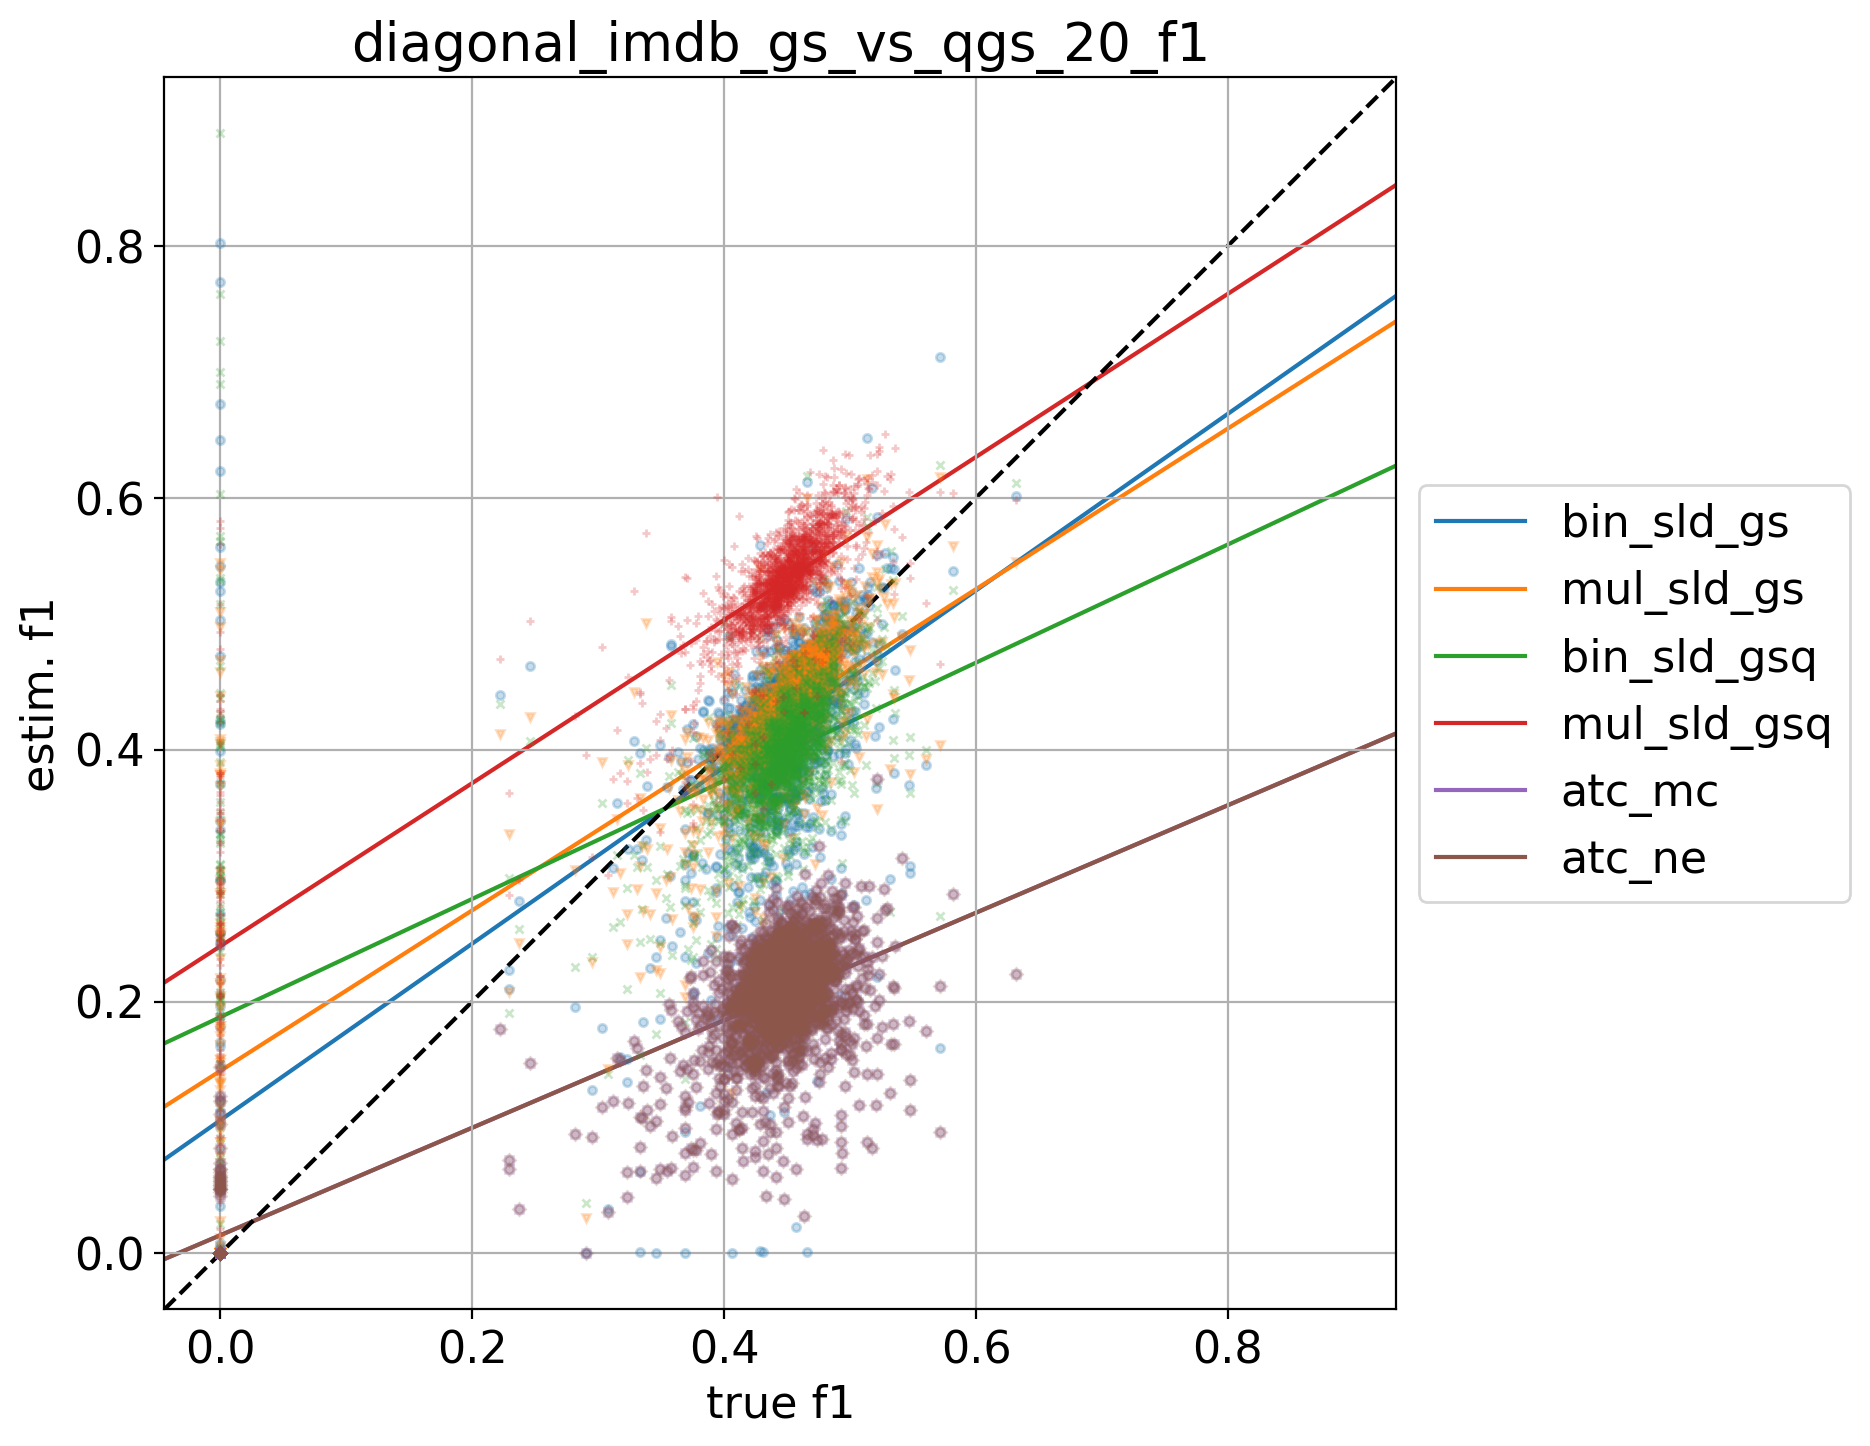 diagonal_imdb_gs_vs_qgs_20_f1
0.8
0.6
0.4
0.2
0.0
estim. f1
0.0 0.2 0.4 0.6 0.8
true f1
bin_sld_gs
mul_sld_gs
bin_sld_gsq
mul_sld_gsq
atc_mc
atc_ne